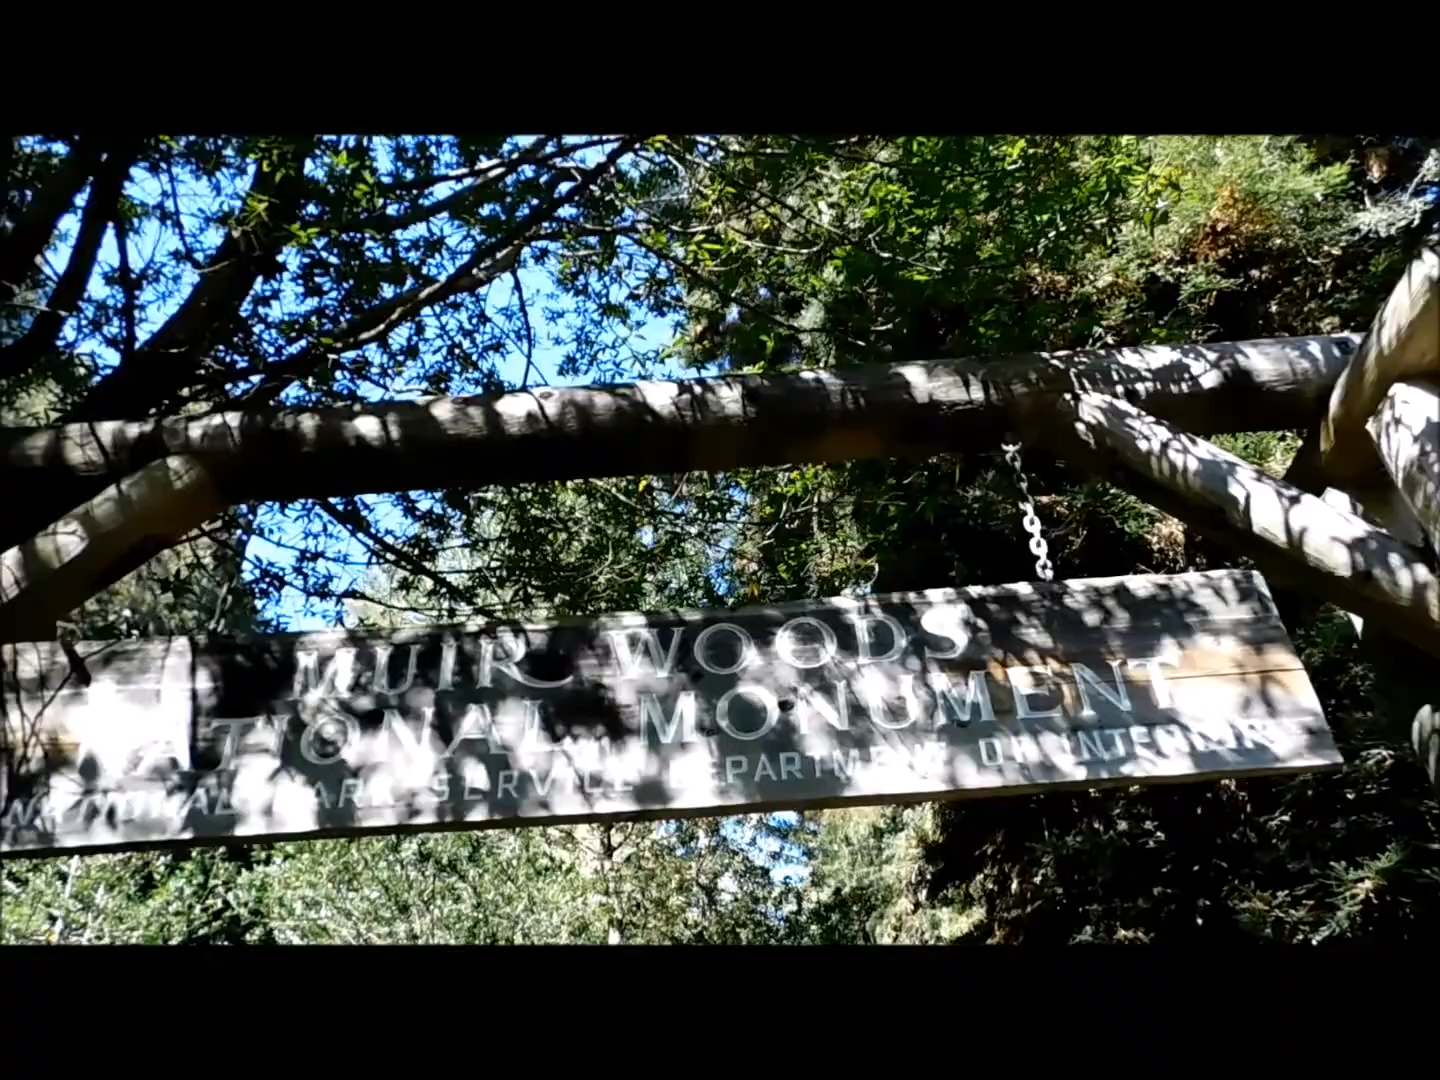 MUIR WOODS
NATIONAL MONUMENT
NATIONAL PARK SERVICE DEPARTMENT OF INTERIOR